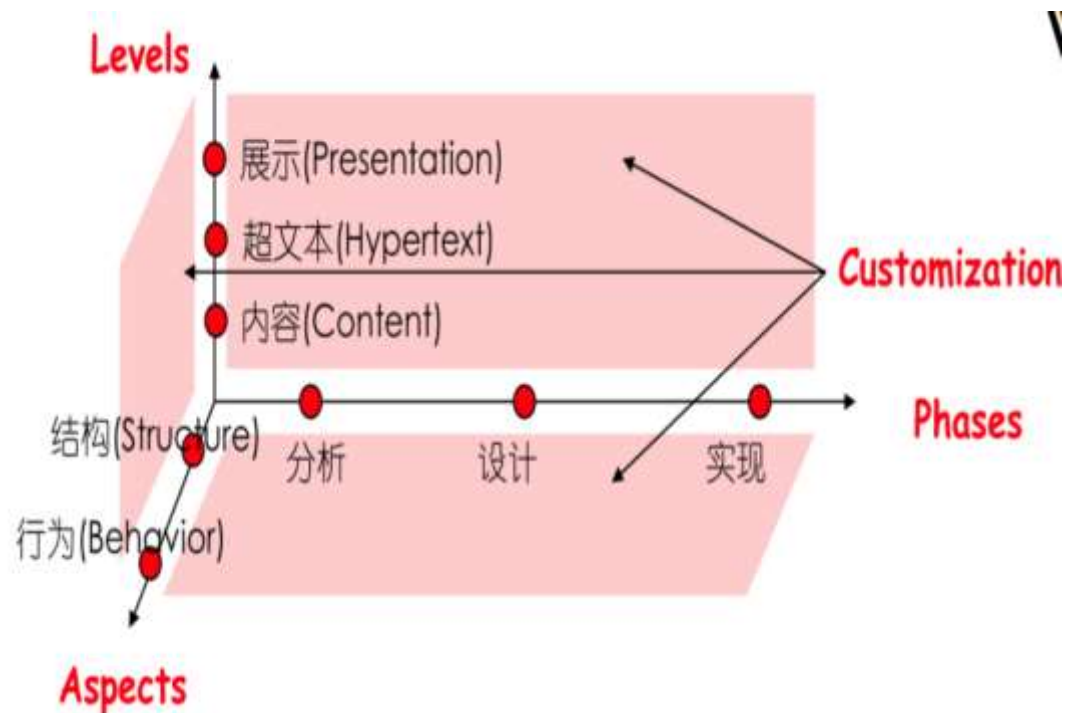 Levels
展示(Presentation)
超文本(Hypertext)
Customization
内容(Content)
Phases
结构(Structure)
分析
设计
实现
行为(Behavior)
Aspects